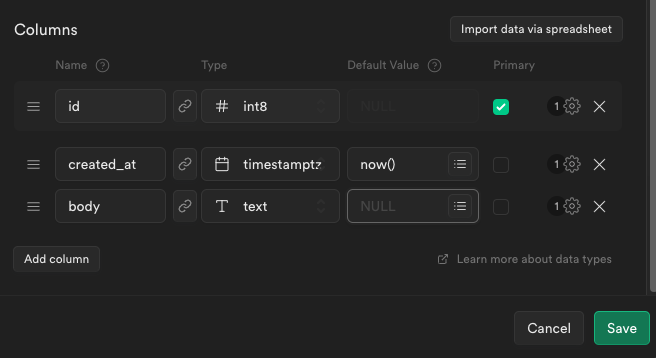 Columns
Import data via spreadsheet
Name ? Type Default Value ? Primary
id # int8 NULL 1
created_at timestamptz now() 1
body T text NULL 1
Add column
Learn more about data types
Cancel Save